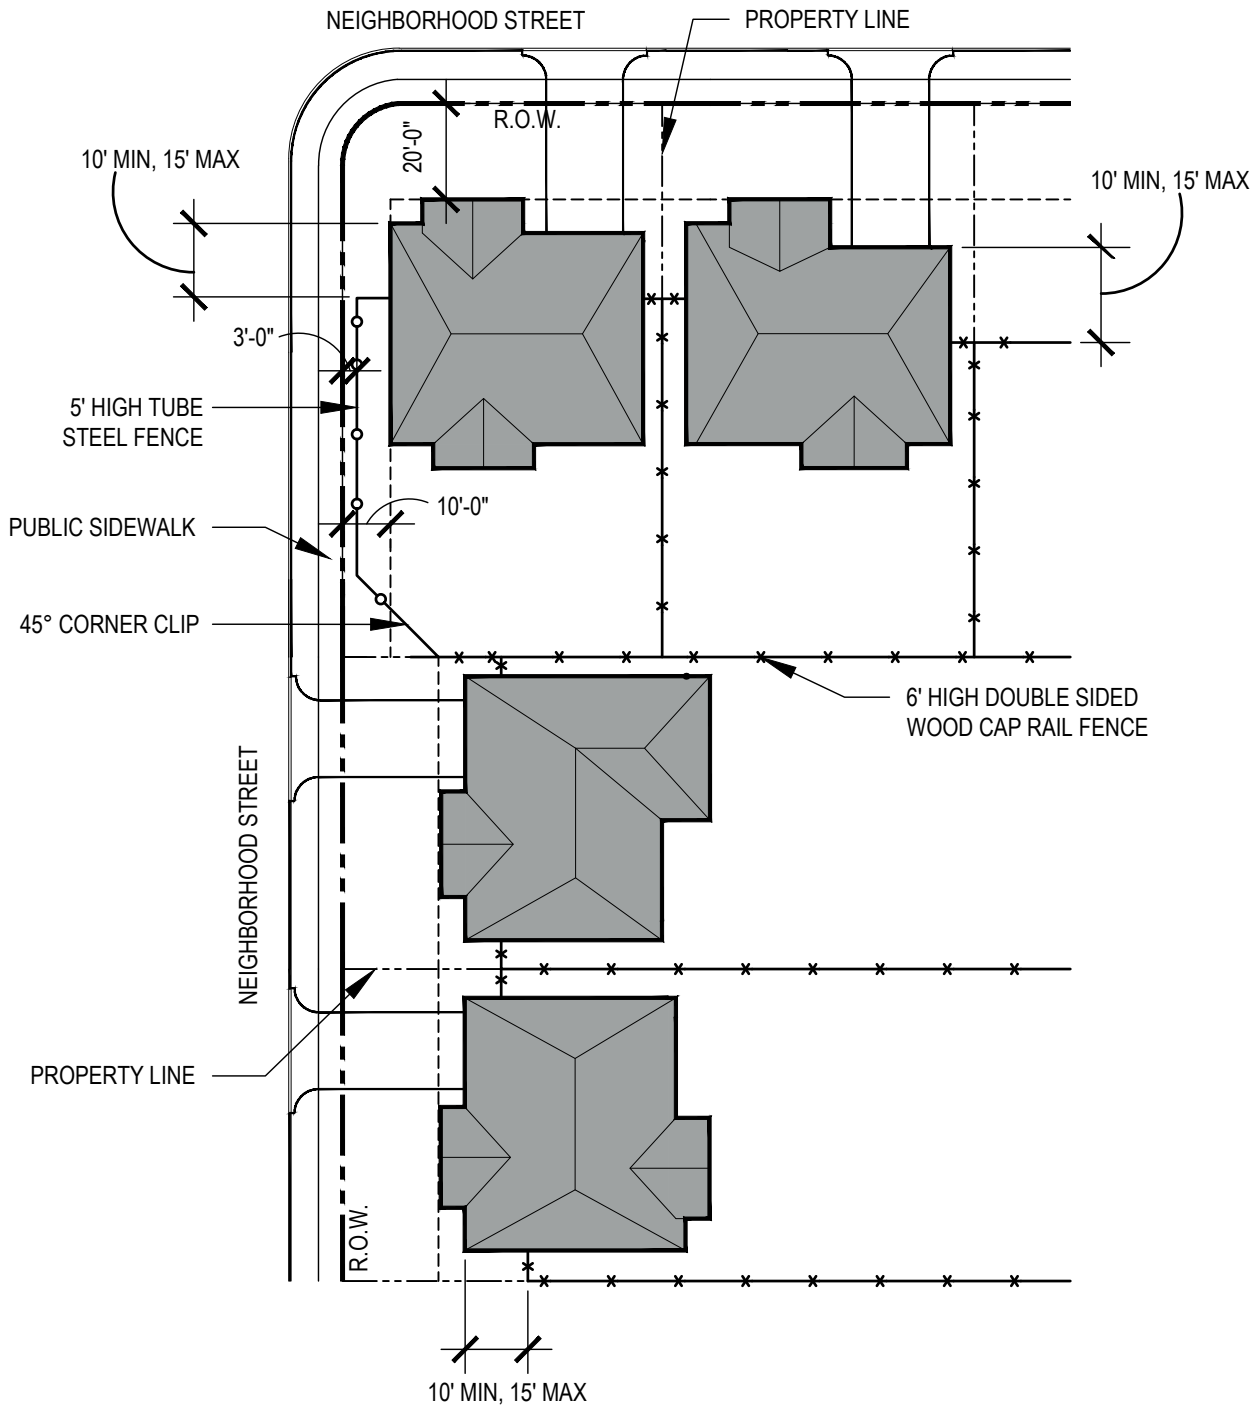 NEIGHBORHOOD STREET
PROPERTY LINE
R.O.W.
20'-0"
10' MIN, 15' MAX
10' MIN, 15' MAX
3'-0"
5' HIGH TUBE
STEEL FENCE
10'-0"
PUBLIC SIDEWALK
45° CORNER CLIP
6' HIGH DOUBLE SIDED
WOOD CAP RAIL FENCE
NEIGHBORHOOD STREET
PROPERTY LINE
R.O.W.
10' MIN, 15' MAX